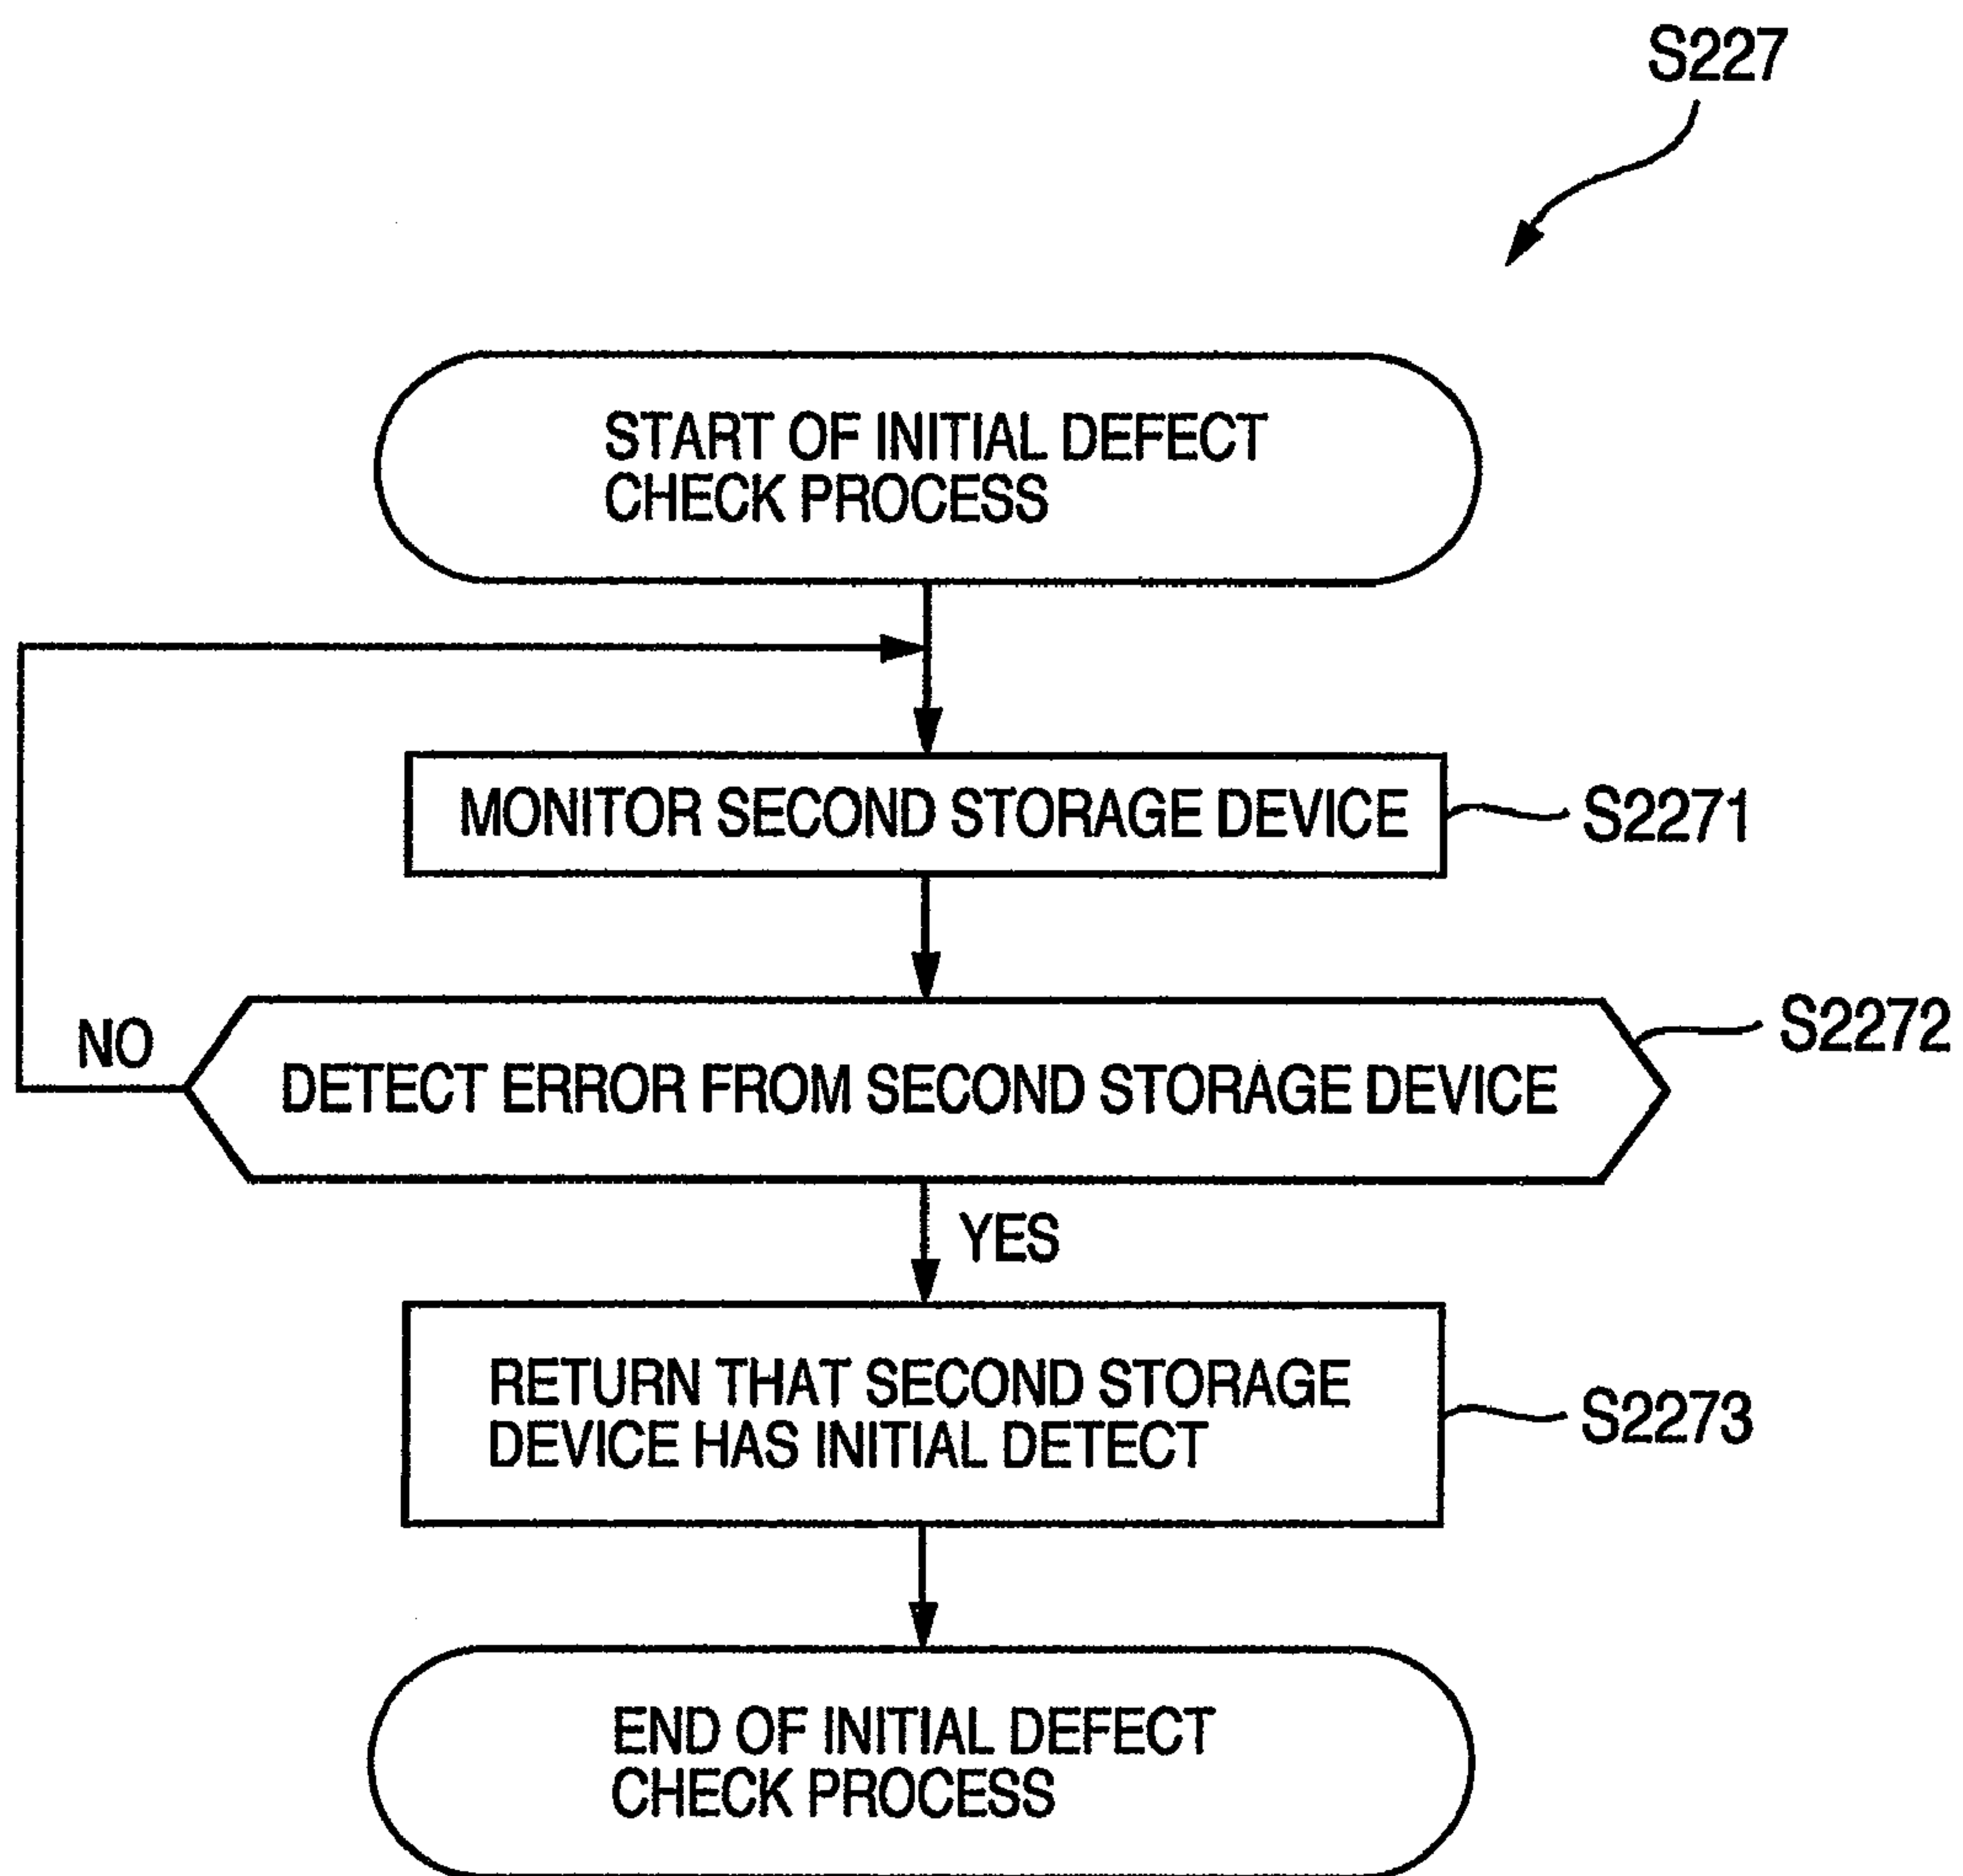 S227
START OF INITIAL DEFECT
CHECK PROCESS
MONITOR SECOND STORAGE DEVICE
S2271
NO
DETECT ERROR FROM SECOND STORAGE DEVICE
S2272
YES
RETURN THAT SECOND STORAGE
DEVICE HAS INITIAL DETECT
S2273
END OF INITIAL DEFECT
CHECK PROCESS